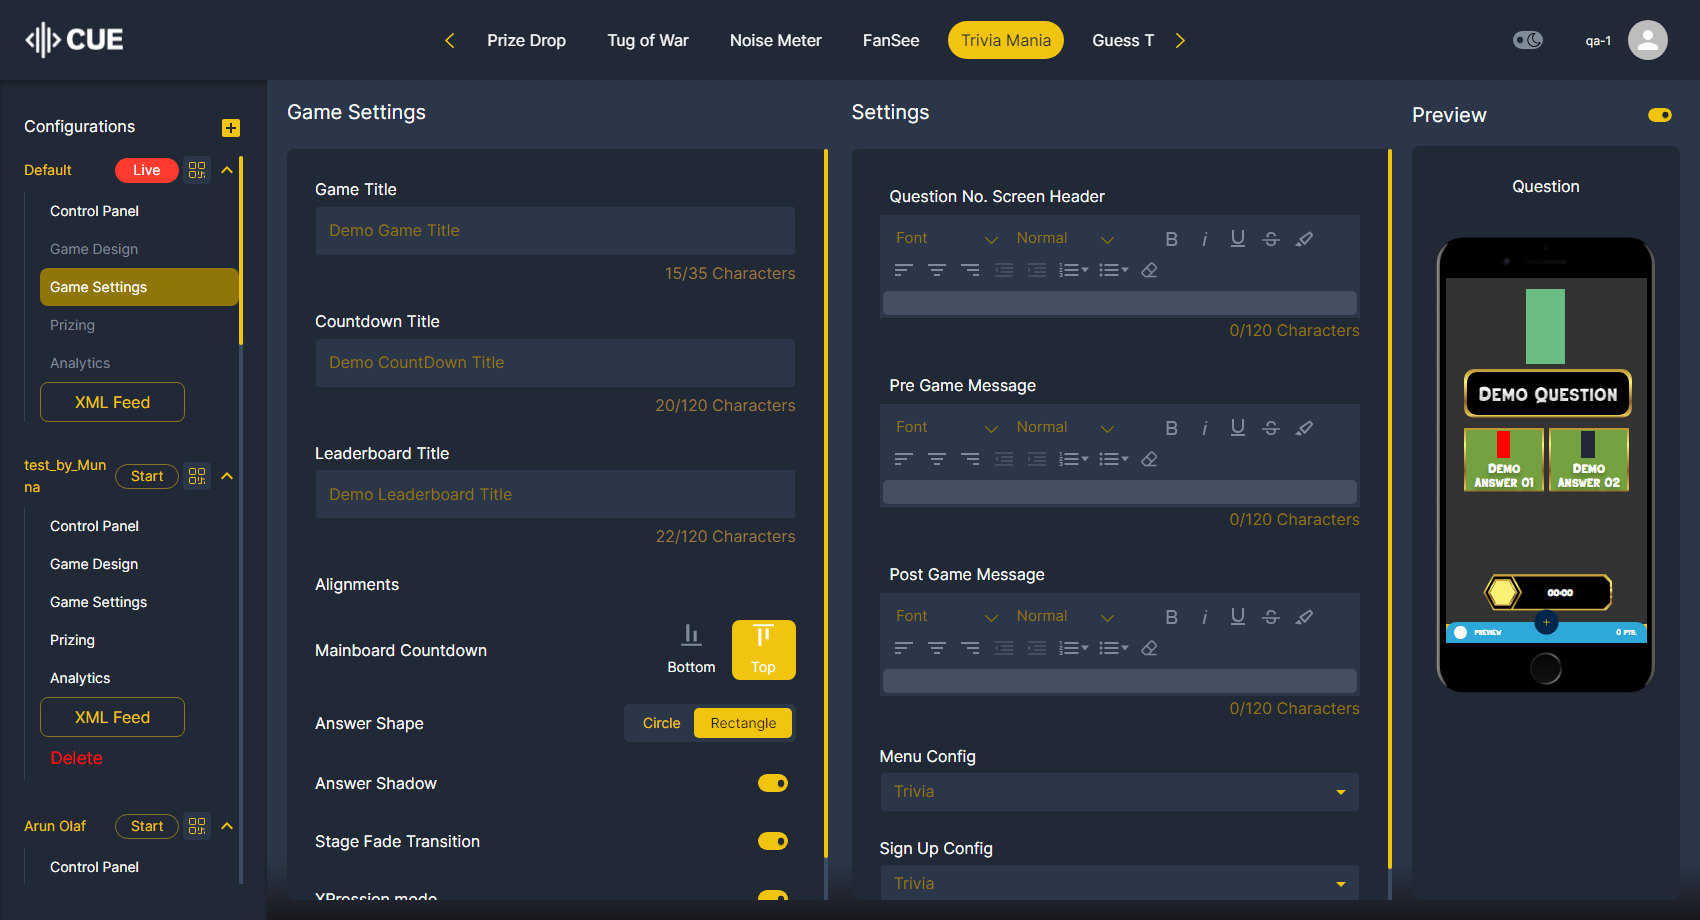 CUE
Prize Drop
Tug of War
Noise Meter
FanSee
Trivia Mania
Guess T
qa-1
Configurations
Default
Live
Control Panel
Game Design
Game Settings
Prizing
Analytics
XML Feed
test_by_Mun
na
Start
Control Panel
Game Design
Game Settings
Prizing
Analytics
XML Feed
Delete
Arun Olaf
Start
Control Panel
Game Settings
Game Title
Demo Game Title
15/35 Characters
Countdown Title
Demo CountDown Title
20/120 Characters
Leaderboard Title
Demo Leaderboard Title
22/120 Characters
Alignments
Mainboard Countdown
Bottom
Top
Answer Shape
Circle
Rectangle
Answer Shadow
Stage Fade Transition
XPression mode
Settings
Question No. Screen Header
Font
Normal
0/120 Characters
Pre Game Message
Font
Normal
0/120 Characters
Post Game Message
Font
Normal
0/120 Characters
Menu Config
Trivia
Sign Up Config
Trivia
Preview
Question
DEMO QUESTION
DEMO
ANSWER 01
DEMO
ANSWER 02
00:00
PREVIEW
0 PTS.